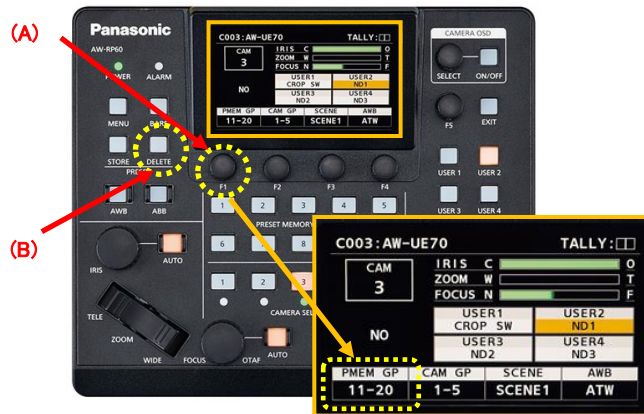 (A)
(B)
Panasonic
AW-RP60
POWER
ALARM
MENU
BARS
STORE
DELETE
PRESET
AWB
ABB
IRIS
AUTO
TELE
ZOOM
WIDE
FOCUS
OTAF
AUTO
C003:AW-UE70 TALLY:□□
CAM
3
IRIS C O
ZOOM W T
FOCUS N F
NO
USER1 USER2
CROP SW ND1
USER3 USER4
ND2 ND3
PMEM GP CAM GP SCENE AWB
11-20 1-5 SCENE1 ATW
F1 F2 F3 F4
1 2 3 4 5
PRESET MEMORY
6 7 8
1 2 3
CAMERA SEL
CAMERA OSD
SELECT
ON/OFF
F5
EXIT
USER 1
USER 2
USER 3
USER 4
C003:AW-UE70 TALLY:□□
CAM
3
IRIS C O
ZOOM W T
FOCUS N F
NO
USER1 USER2
CROP SW ND1
USER3 USER4
ND2 ND3
PMEM GP CAM GP SCENE AWB
11-20 1-5 SCENE1 ATW